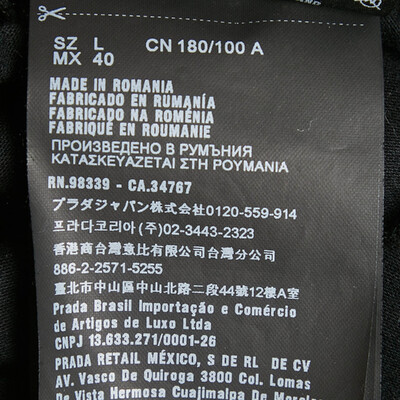 SZ L CN 180/100 A
MX 40
MADE IN ROMANIA
FABRICADO EN RUMANÍA
FABRICADO NA ROMÉNIA
FABRIQUÉ EN ROUMANIE
ПРОИЗВЕДЕНО В РУМЪНИЯ
ΚΑΤΑΣΚΕΥΑΖΕΤΑΙ ΣΤΗ ΡΟΥΜΑΝΙΑ
RN.98339 - CA.34767
プラダジャパン株式会社0120-559-914
프라다코리아 (주)02-3443-2323
香港商台灣意比有限公司台灣分公司
886-2-2571-5255
臺北市中山區中山北路二段44號12樓A室
Prada Brasil Importação e Comércio
de Artigos de Luxo Ltda
CNPJ 13.633.271/0001-26
PRADA RETAIL MÉXICO, S DE RL DE CV
AV. Vasco De Quiroga 3800 Col. Lomas
De Vista Hermosa Cuajimalpa De Morelos